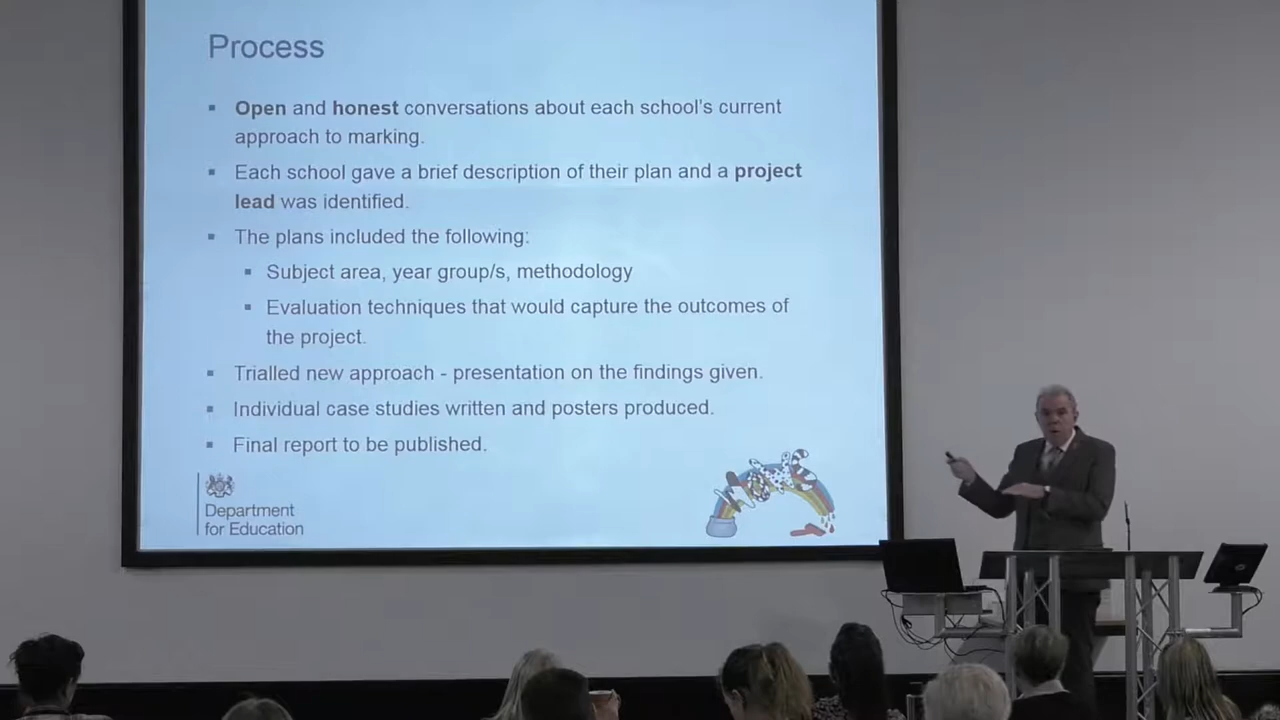 Process
▪ Open and honest conversations about each school's current
approach to marking.
▪ Each school gave a brief description of their plan and a project
lead was identified.
▪ The plans included the following:
▪ Subject area, year group/s, methodology
▪ Evaluation techniques that would capture the outcomes of
the project.
▪ Trialled new approach - presentation on the findings given.
▪ Individual case studies written and posters produced.
▪ Final report to be published.
Department
for Education